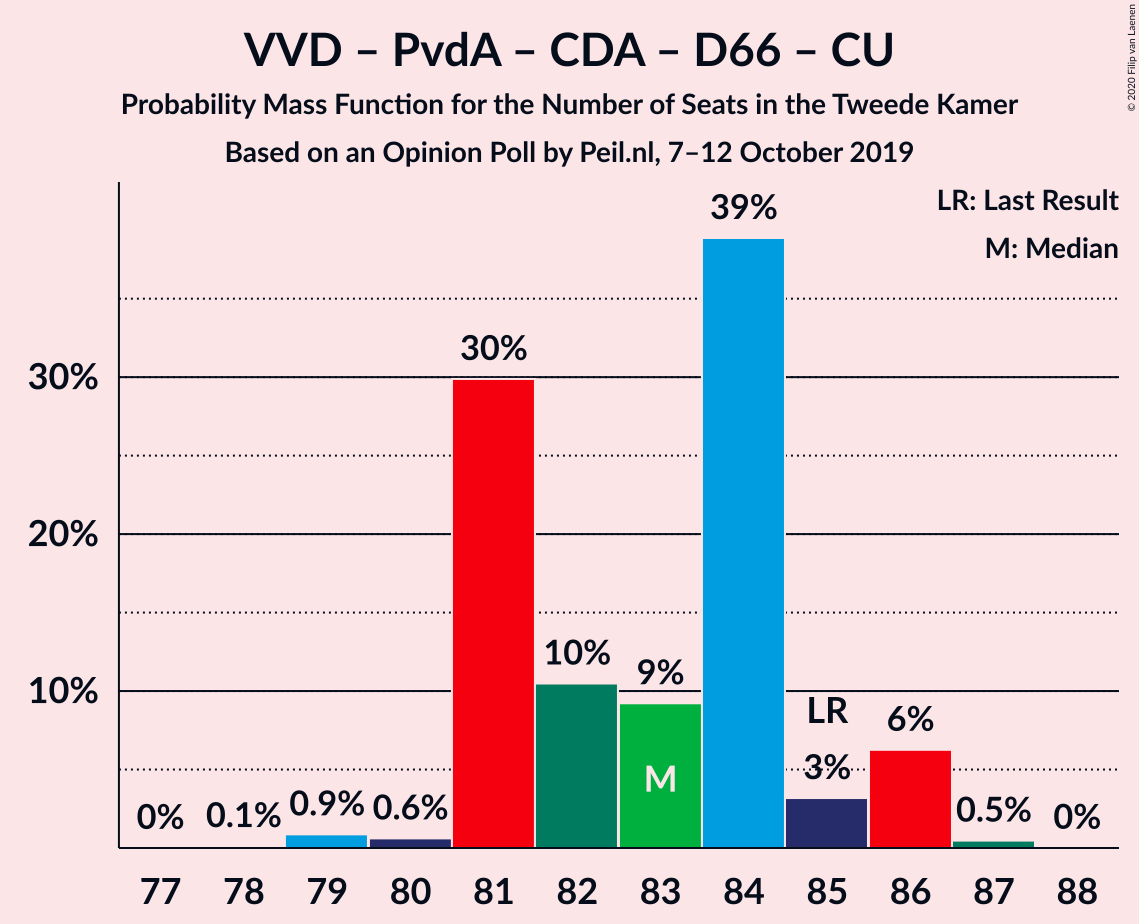 VVD – PvdA – CDA – D66 – CU
Probability Mass Function for the Number of Seats in the Tweede Kamer
Based on an Opinion Poll by Peil.nl, 7–12 October 2019
© 2020 Filip van Laenen
LR: Last Result
M: Median
39%
30%
30%
20%
10%
9%
10%
LR
6%
3%
M
0%
0.1%
0.9%
0.6%
0.5%
0%
77 78 79 80 81 82 83 84 85 86 87 88